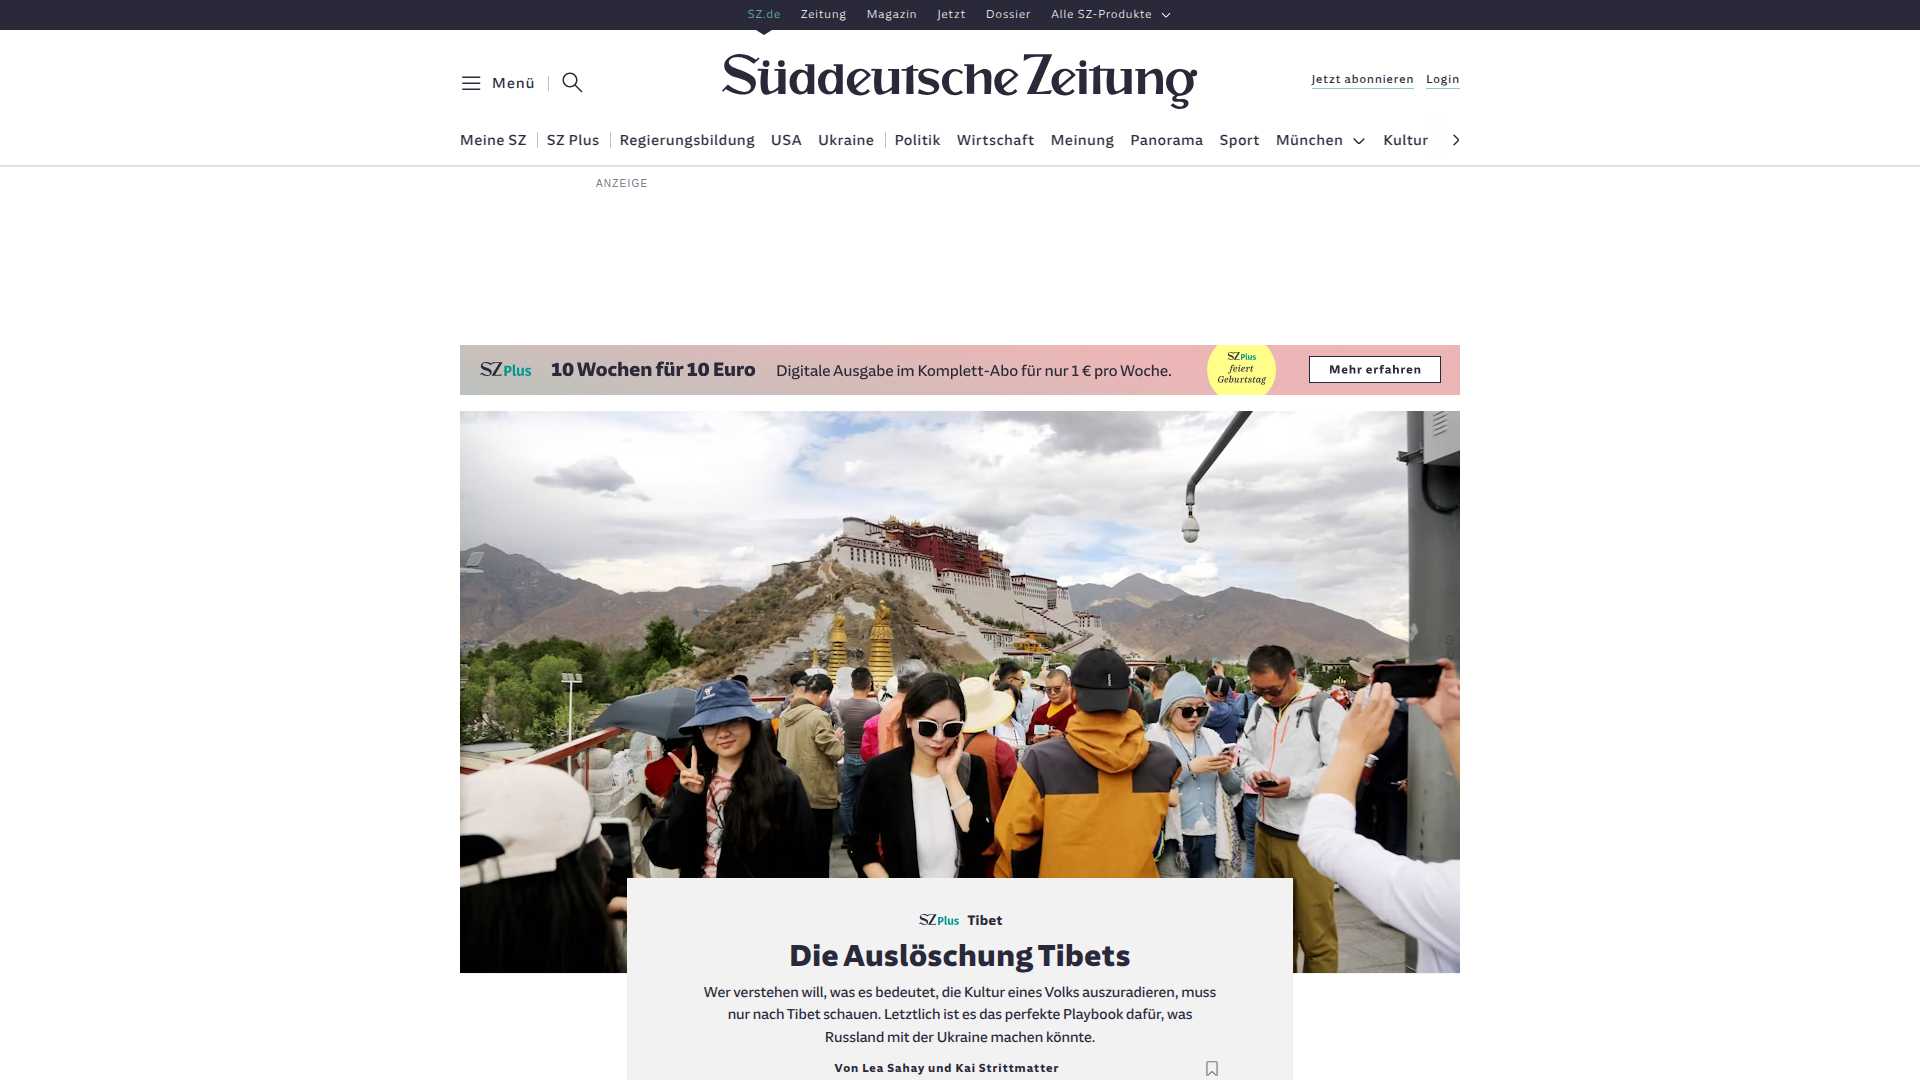 SZ.de Zeitung Magazin Jetzt Dossier Alle SZ-Produkte
Menü
Süddeutsche Zeitung
Jetzt abonnieren Login
Meine SZ SZ Plus Regierungsbildung USA Ukraine Politik Wirtschaft Meinung Panorama Sport München Kultur
ANZEIGE
SZ Plus 10 Wochen für 10 Euro Digitale Ausgabe im Komplett-Abo für nur 1 € pro Woche.
SZ Plus
feiert
Geburtstag
Mehr erfahren
SZ Plus Tibet
Die Auslöschung Tibets
Wer verstehen will, was es bedeutet, die Kultur eines Volks auszuradieren, muss
nur nach Tibet schauen. Letztlich ist es das perfekte Playbook dafür, was
Russland mit der Ukraine machen könnte.
Von Lea Sahay und Kai Strittmatter